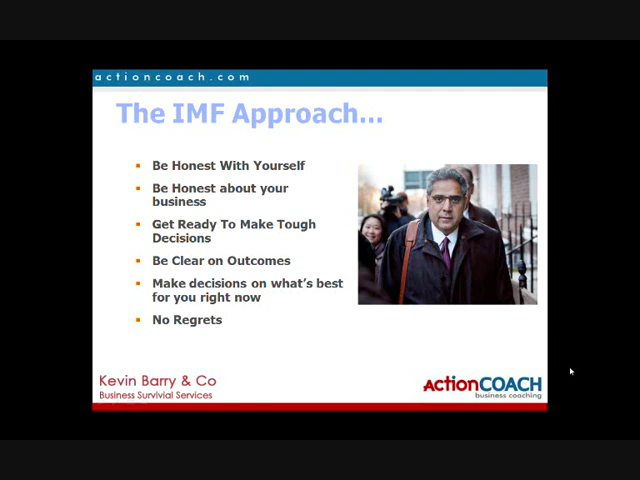 actioncoach.com
The IMF Approach...
Be Honest With Yourself
Be Honest about your
business
Get Ready To Make Tough
Decisions
Be Clear on Outcomes
Make decisions on what's best
for you right now
No Regrets
Kevin Barry & Co
Business Survivial Services
ACTIONCOACH
business coaching